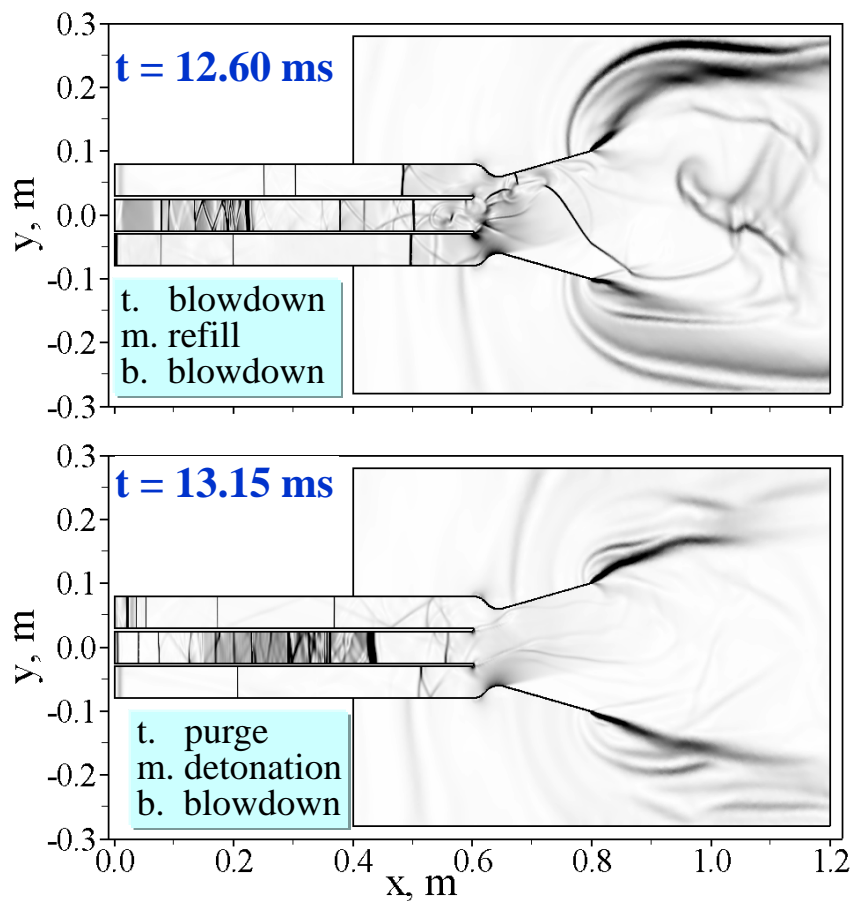 0.3
t = 12.60 ms
0.2
0.1
0.0
y, m
-0.1
t. blowdown
m. refill
b. blowdown
-0.2
-0.3
0.3
t = 13.15 ms
0.2
0.1
0.0
y, m
-0.1
t. purge
m. detonation
b. blowdown
-0.2
-0.3
0.0 0.2 0.4 0.6 0.8 1.0 1.2
x, m